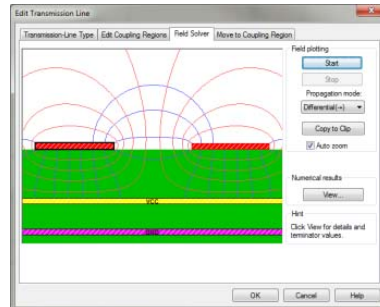 Edit Transmission Line
Transmission-Line Type
Edit Coupling Regions
Field Solver
Move to Coupling Region
Field plotting
Start
Stop
Propagation mode:
Differential(-+)
Copy to Clip
Auto zoom
VCC
Numerical results
View...
Hint
Click View for details and
terminator values.
OK
Cancel
Help